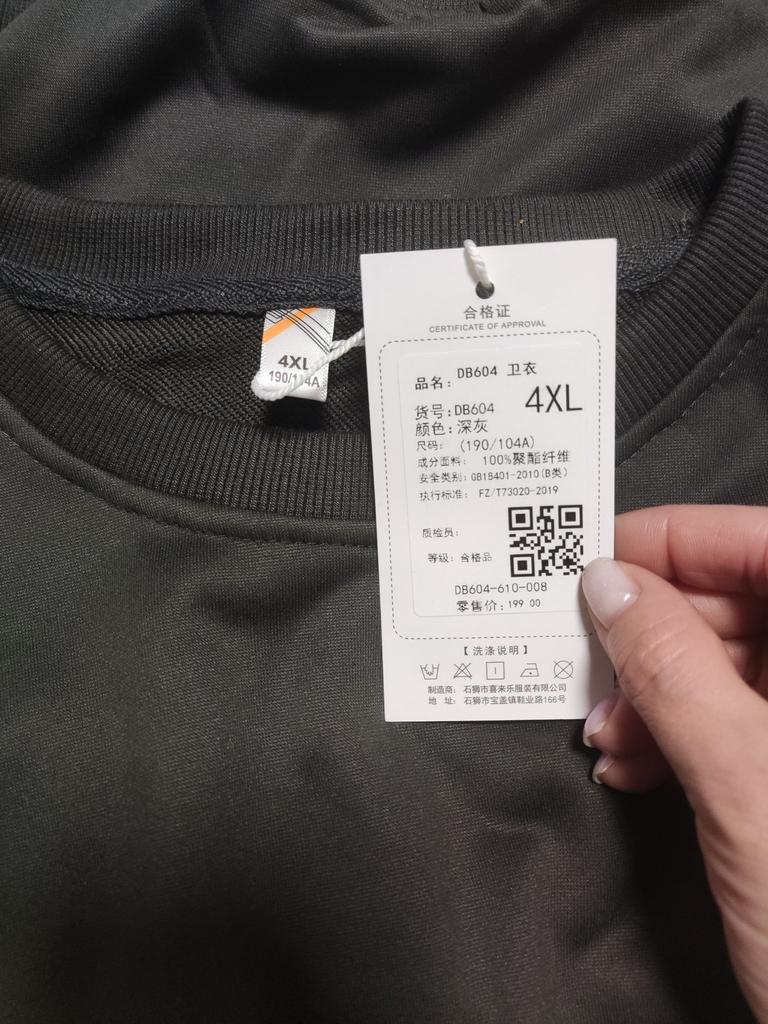 合格证
CERTIFICATE OF APPROVAL
品名: DB604 卫衣
货号: DB604 4XL
颜色: 深灰
尺码: (190/104A)
成分面料: 100%聚酯纤维
安全类别: GB18401-2010(B类)
执行标准: FZ/T73020-2019
质检员:
等级: 合格品
DB604-610-008
零售价: 199 00
【洗涤说明】
制造商: 石狮市喜来乐服装有限公司
地 址: 石狮市宝盖镇鞋业路166号
4XL
190/104A